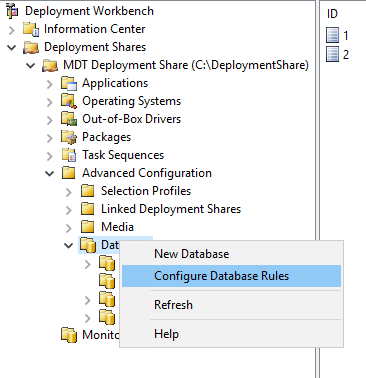 Deployment Workbench
Information Center
Deployment Shares
MDT Deployment Share (C:\DeploymentShare)
Applications
Operating Systems
Out-of-Box Drivers
Packages
Task Sequences
Advanced Configuration
Selection Profiles
Linked Deployment Shares
Media
Dat
Monito
New Database
Configure Database Rules
Refresh
Help
ID
1
2